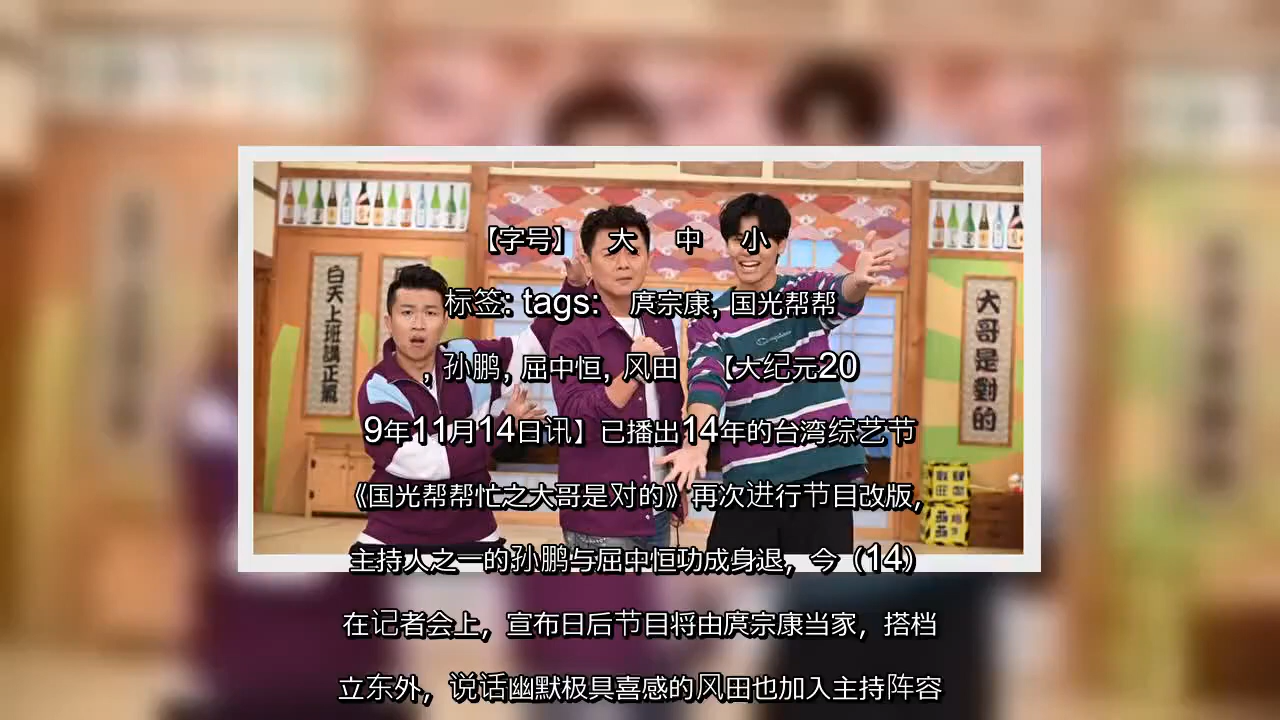 【字号】 大 中 小
标签: tags: 庹宗康, 国光帮帮
, 孙鹏, 屈中恒, 风田 【大纪元20
9年11月14日讯】已播出14年的台湾综艺节
《国光帮帮忙之大哥是对的》再次进行节目改版,
主持人之一的孙鹏与屈中恒功成身退，今（14）
在记者会上，宣布日后节目将由庹宗康当家，搭档
立东外，说话幽默极具喜感的风田也加入主持阵容
白天上班講正氣
大哥是對的